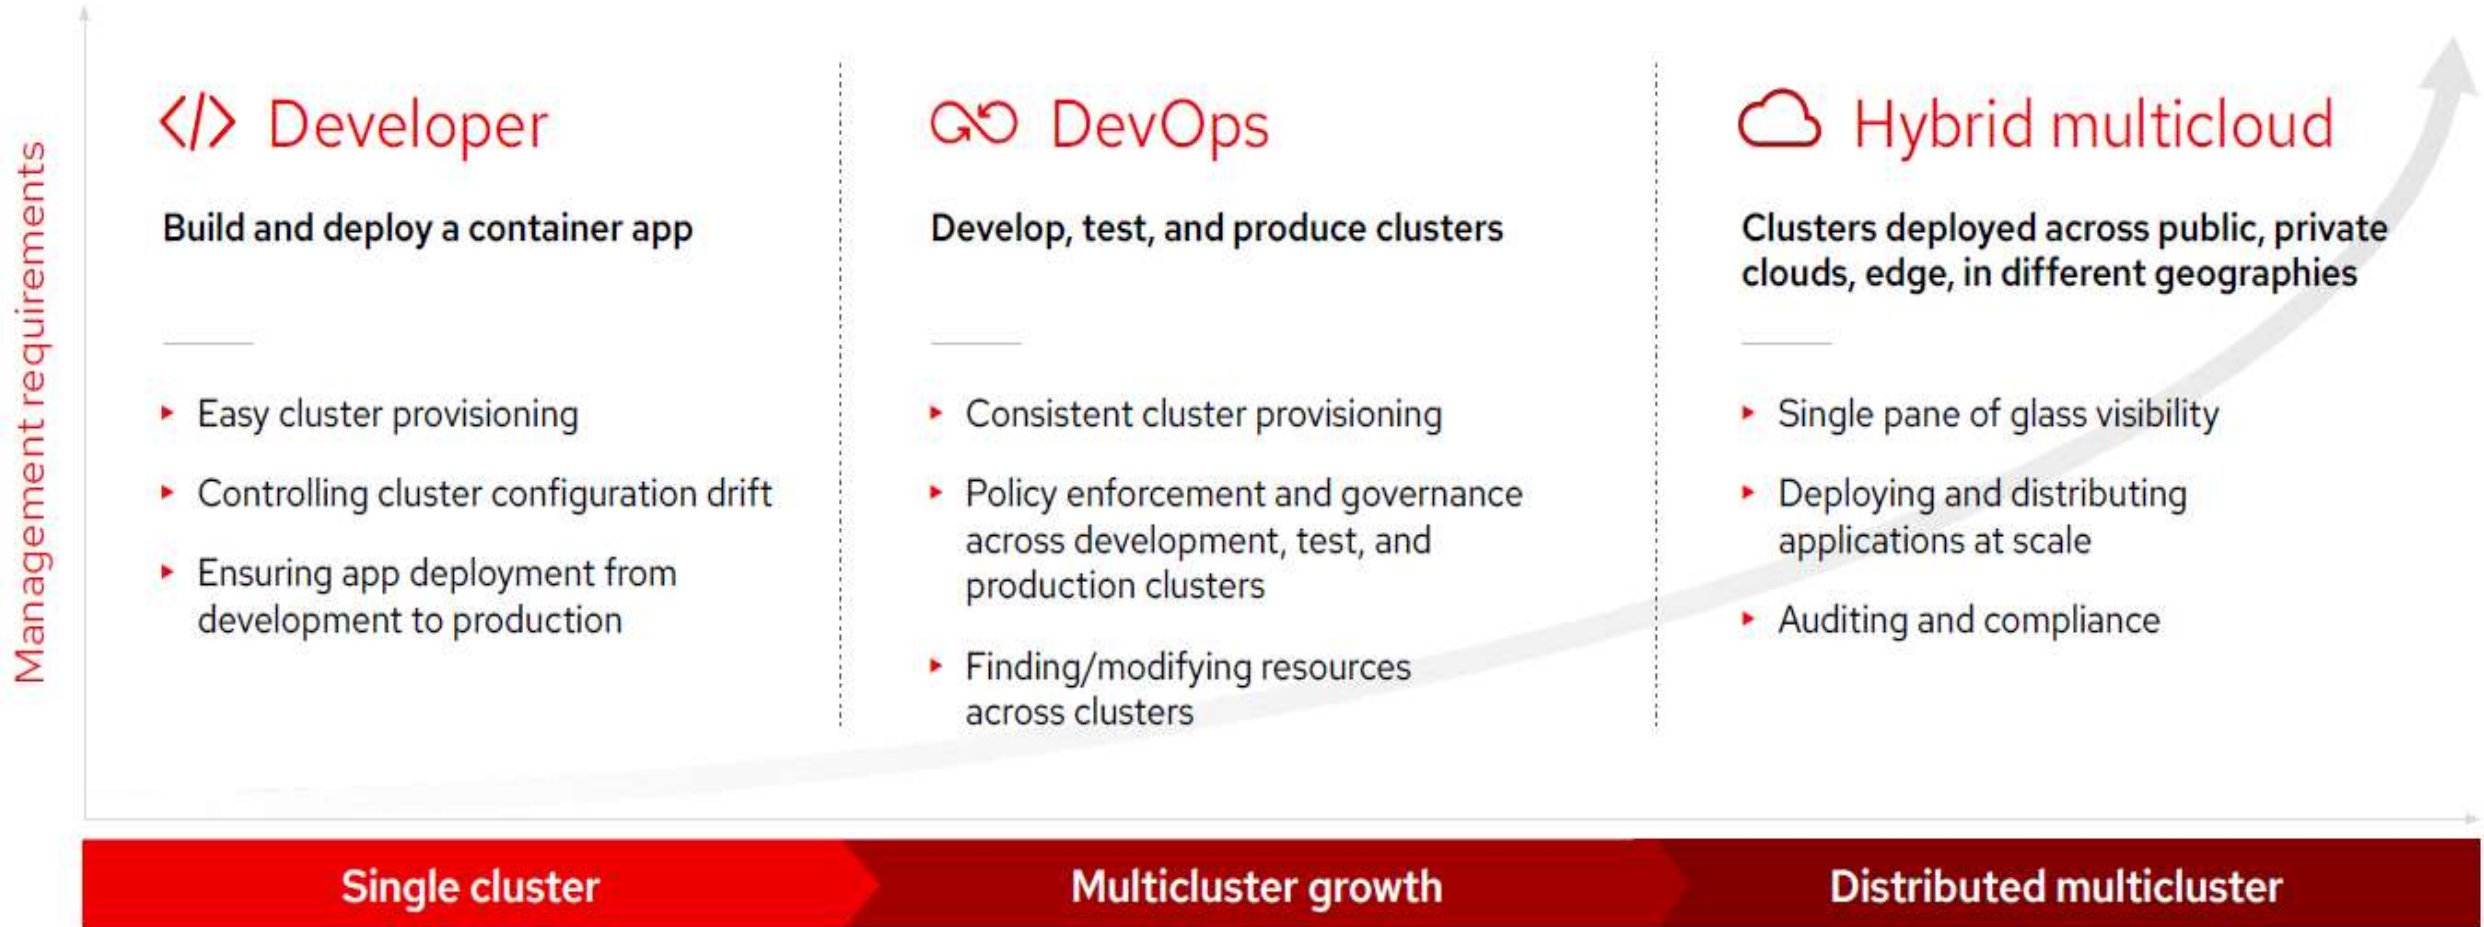 Management requirements
</> Developer
Build and deploy a container app
Easy cluster provisioning
Controlling cluster configuration drift
Ensuring app deployment from
development to production
DevOps
Develop, test, and produce clusters
Consistent cluster provisioning
Policy enforcement and governance
across development, test, and
production clusters
Finding/modifying resources
across clusters
Hybrid multicloud
Clusters deployed across public, private
clouds, edge, in different geographies
Single pane of glass visibility
Deploying and distributing
applications at scale
Auditing and compliance
Single cluster
Multicluster growth
Distributed multicluster